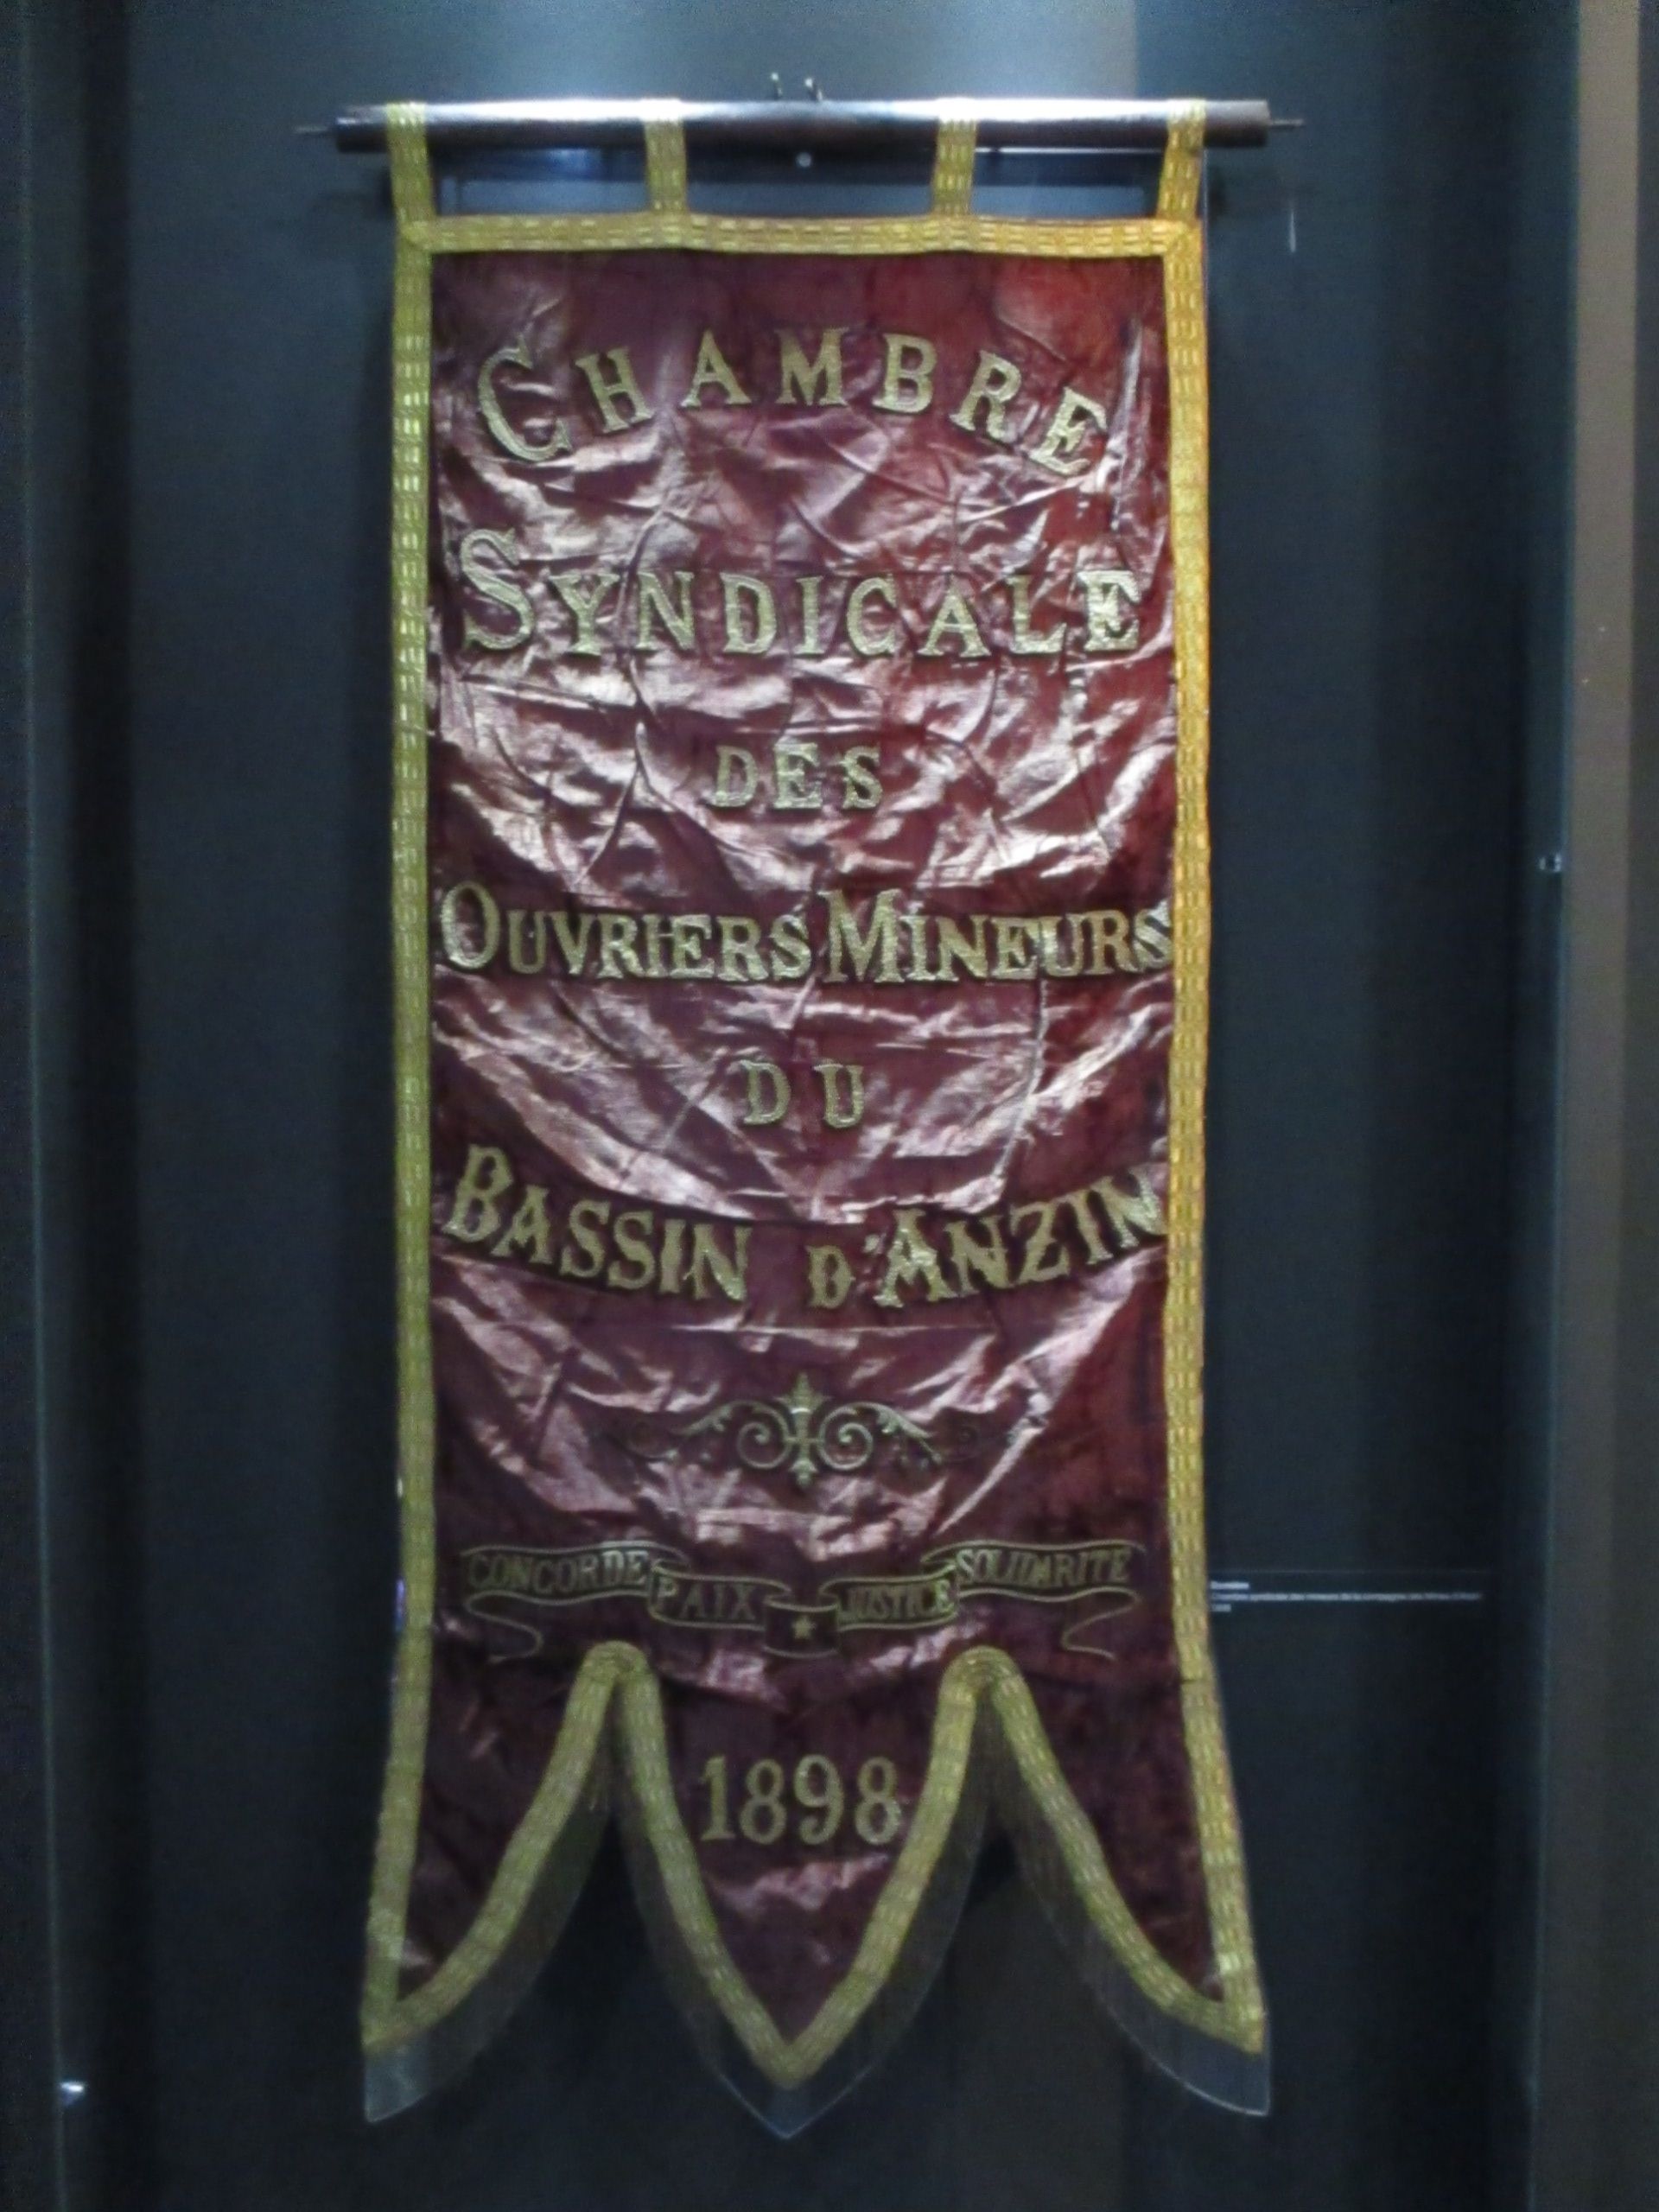 CHAMBRE
SYNDICALE
DES
OUVRIERS MINEURS
DU
BASSIN D'ANZIN
CONCORDE PAIX JUSTICE SOLIDARITE
1898